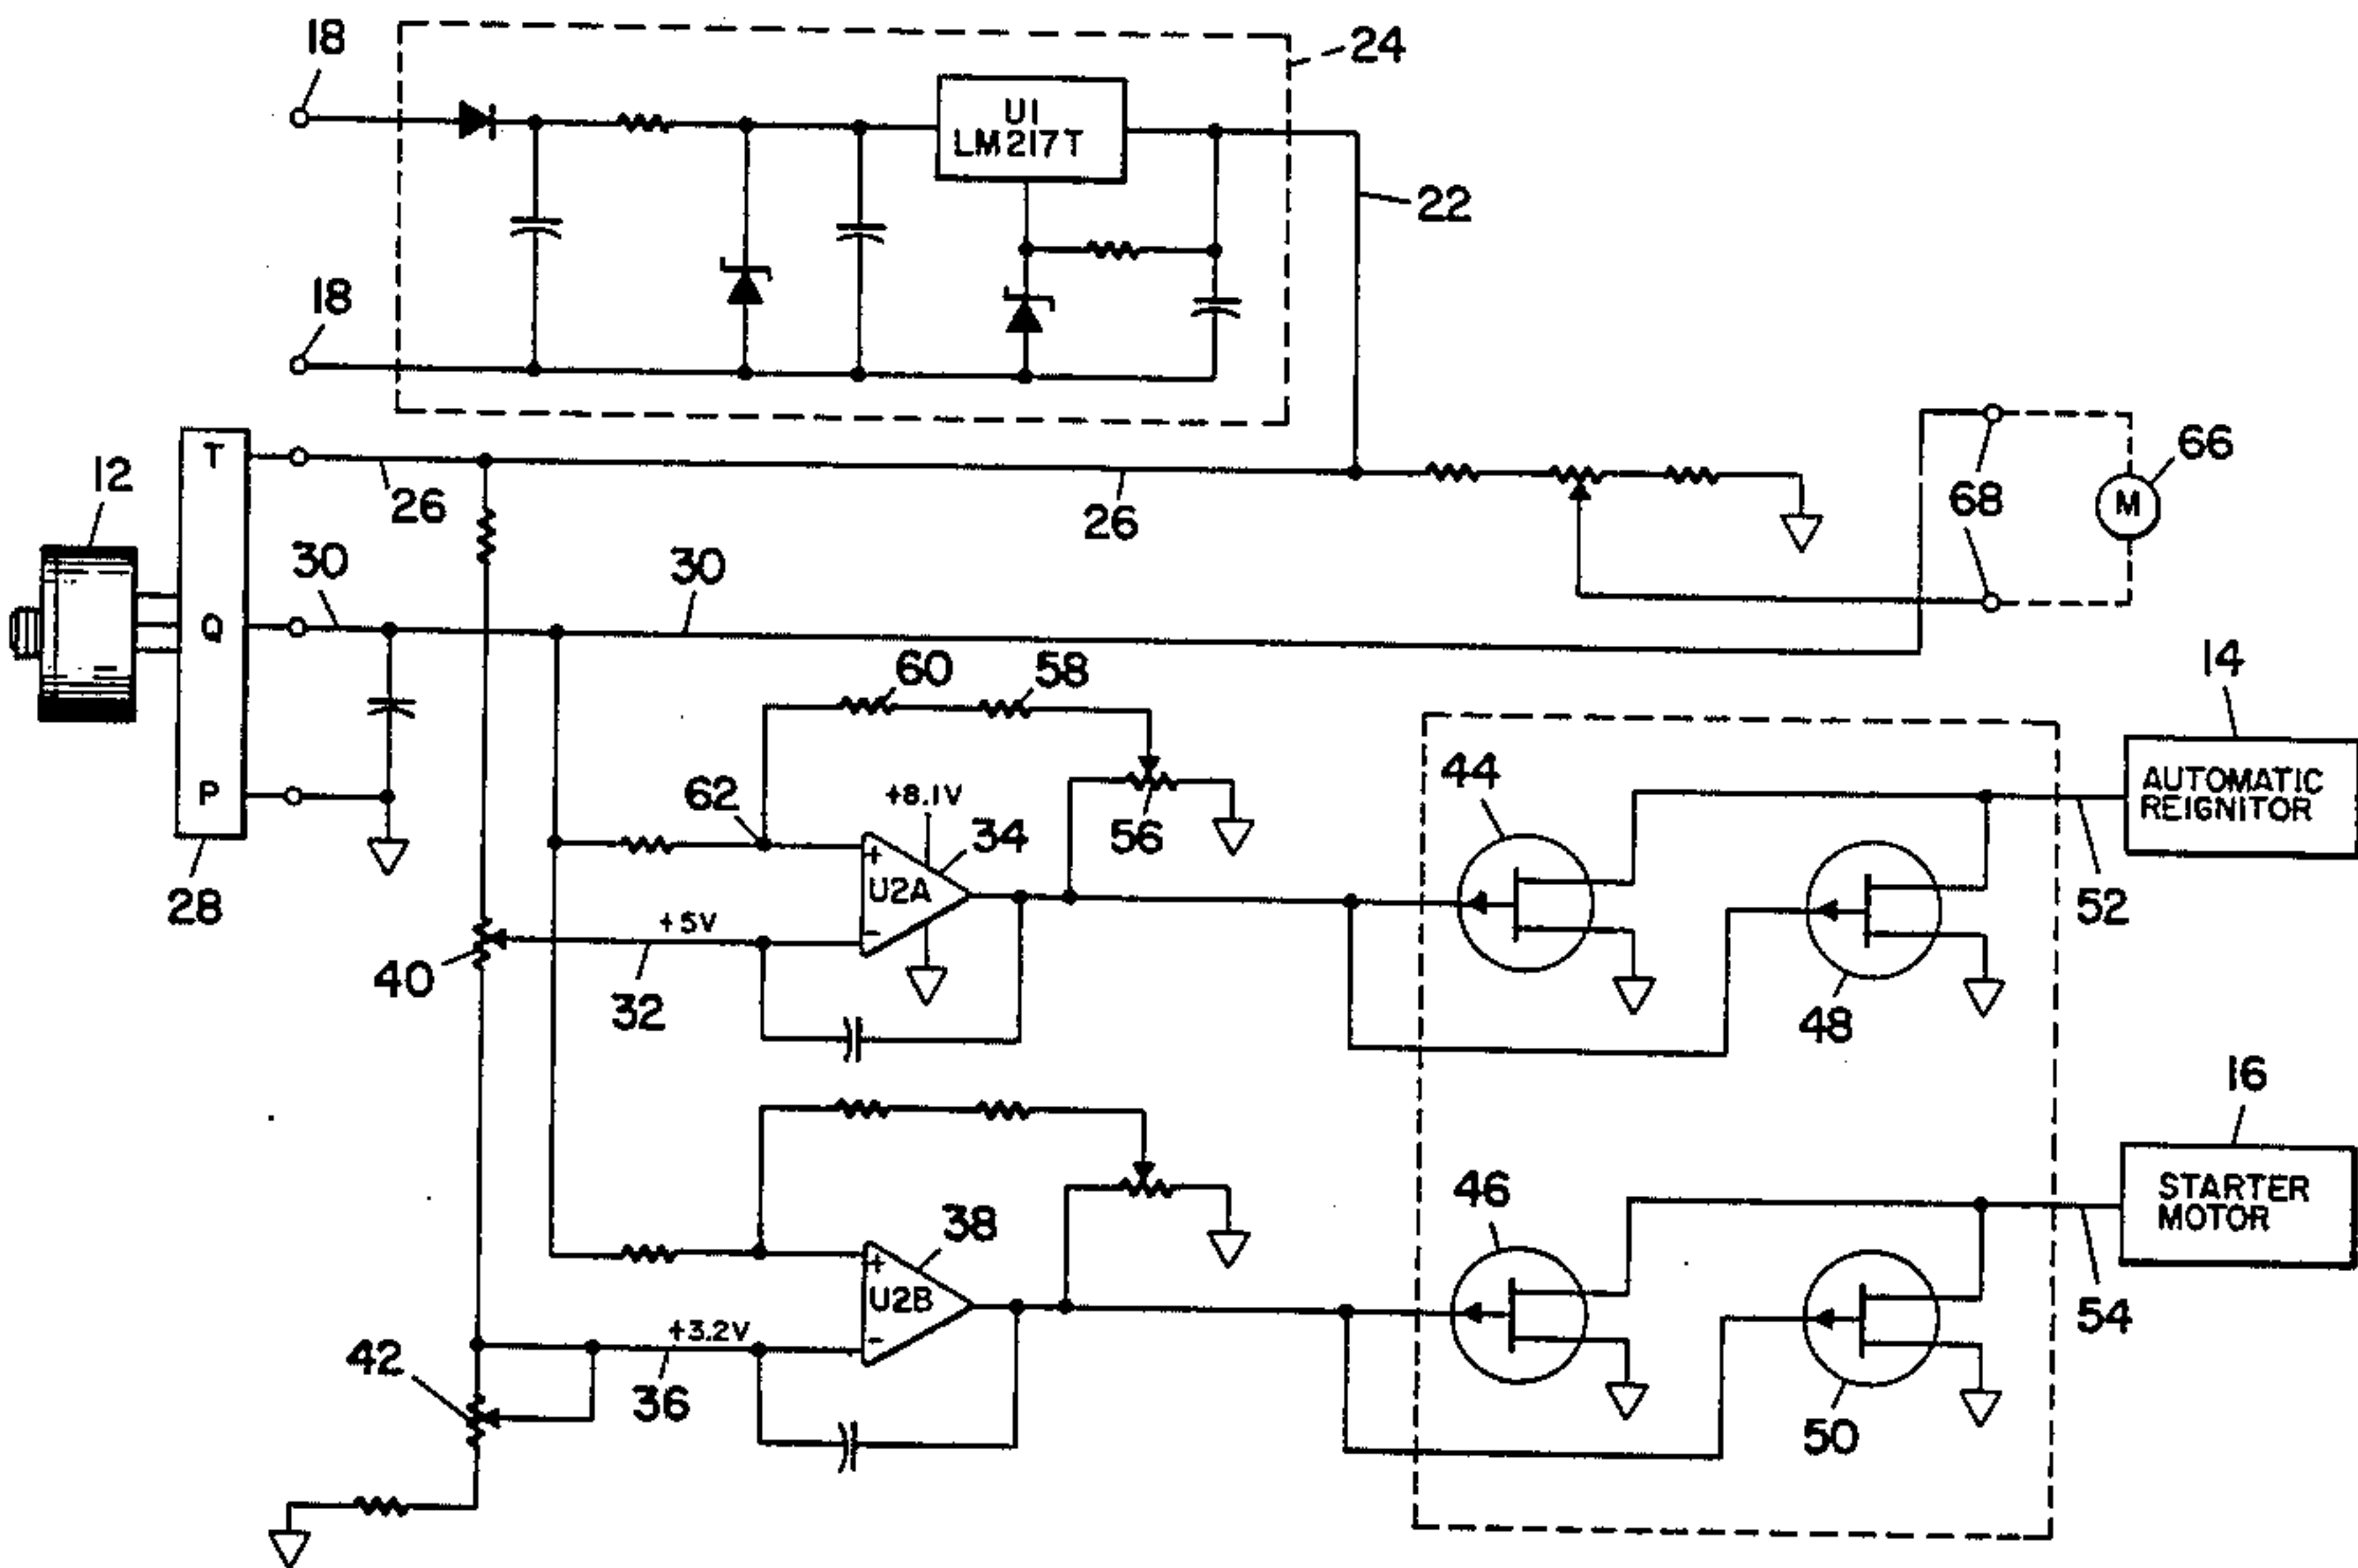 18
24
U1
LM217T
22
18
T
12
26
26
68
66
M
30
30
Q
60
58
14
44
AUTOMATIC
REIGNITOR
62
+8.1V
34
56
P
+
U2A
-
28
+5V
52
40
32
48
16
46
STARTER
MOTOR
38
+
U2B
-
+3.2V
54
42
36
50